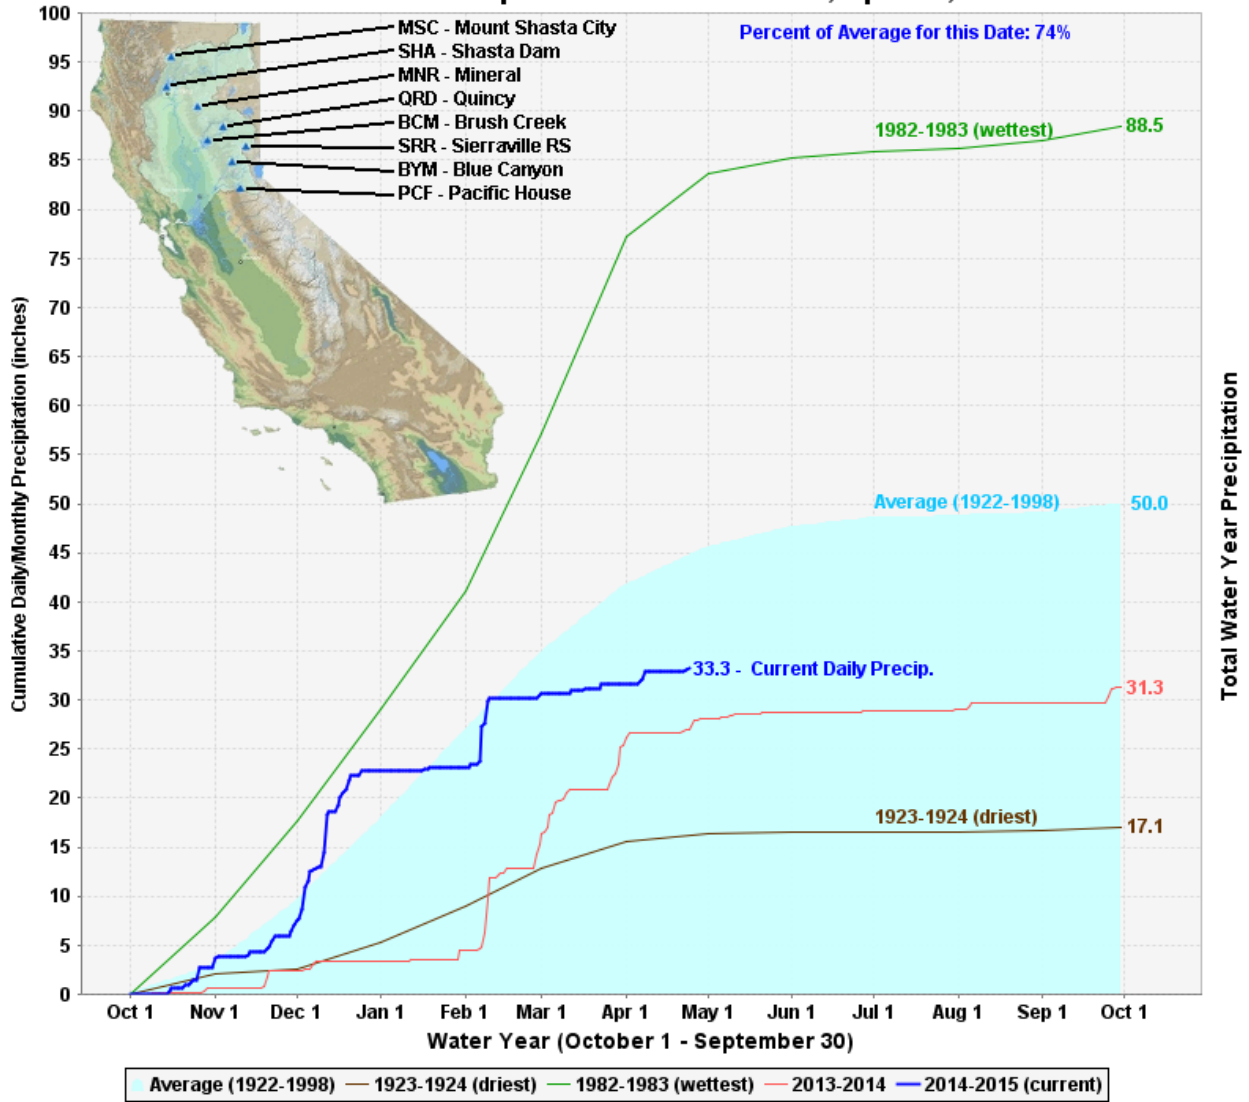 Percent of Average for this Date: 74%
MSC - Mount Shasta City
SHA - Shasta Dam
MNR - Mineral
QRD - Quincy
BCM - Brush Creek
SRR - Sierraville RS
BYM - Blue Canyon
PCF - Pacific House
1982-1983 (wettest)
88.5
Average (1922-1998)
50.0
33.3 - Current Daily Precip.
31.3
1923-1924 (driest)
17.1
Cumulative Daily/Monthly Precipitation (inches)
Total Water Year Precipitation
100
95
90
85
80
75
70
65
60
55
50
45
40
35
30
25
20
15
10
5
0
Oct 1 Nov 1 Dec 1 Jan 1 Feb 1 Mar 1 Apr 1 May 1 Jun 1 Jul 1 Aug 1 Sep 1 Oct 1
Water Year (October 1 - September 30)
Average (1922-1998) 1923-1924 (driest) 1982-1983 (wettest) 2013-2014 2014-2015 (current)